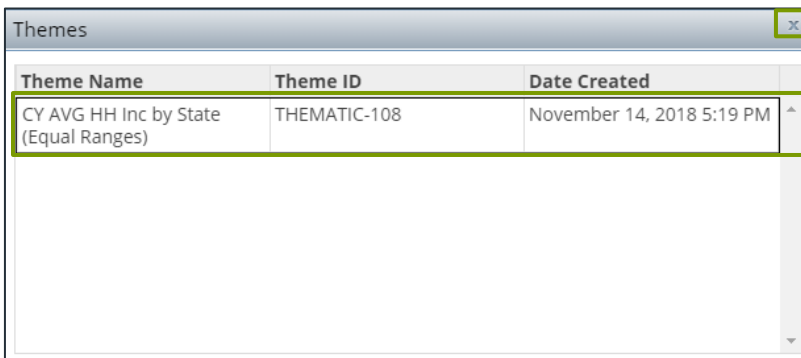 Themes
x
Theme Name Theme ID Date Created
CY AVG HH Inc by State THEMATIC-108 November 14, 2018 5:19 PM
(Equal Ranges)